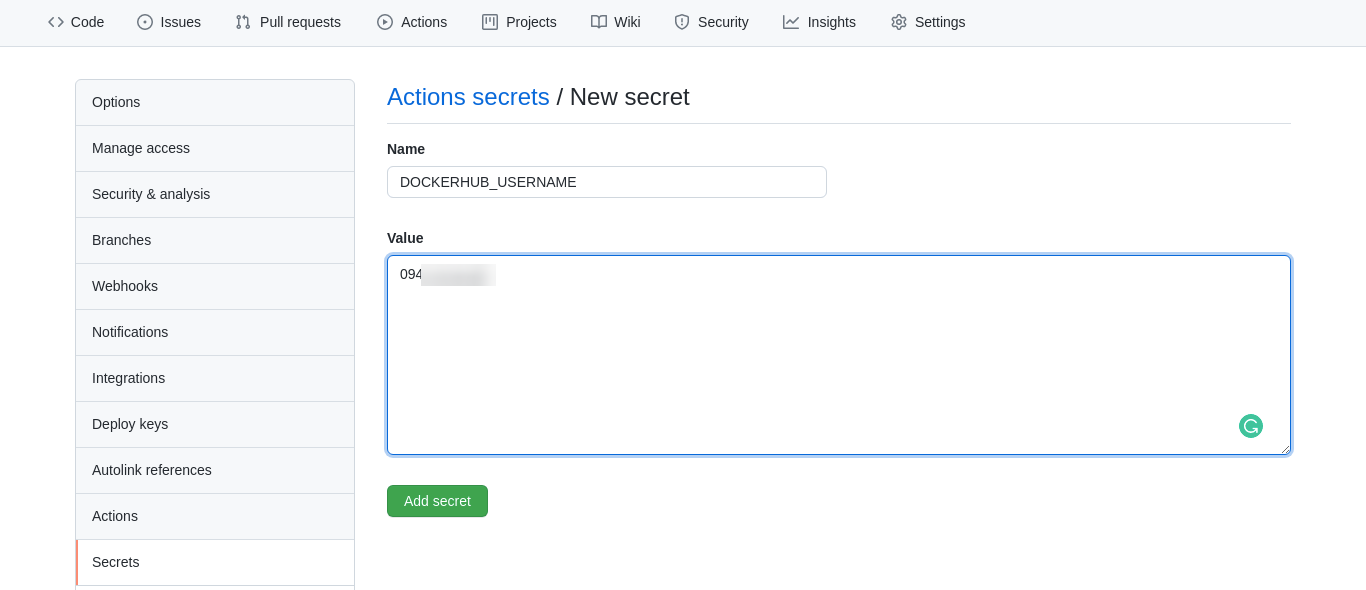 Code Issues Pull requests Actions Projects Wiki Security Insights Settings
Options
Manage access
Security & analysis
Branches
Webhooks
Notifications
Integrations
Deploy keys
Autolink references
Actions
Secrets
Actions secrets / New secret
Name
DOCKERHUB_USERNAME
Value
094
Add secret